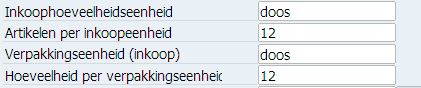 Inkoophoeveelheidseenheid doos
Artikelen per inkoopeenheid 12
Verpakkingseenheid (inkoop) doos
Hoeveelheid per verpakkingseenheid 12